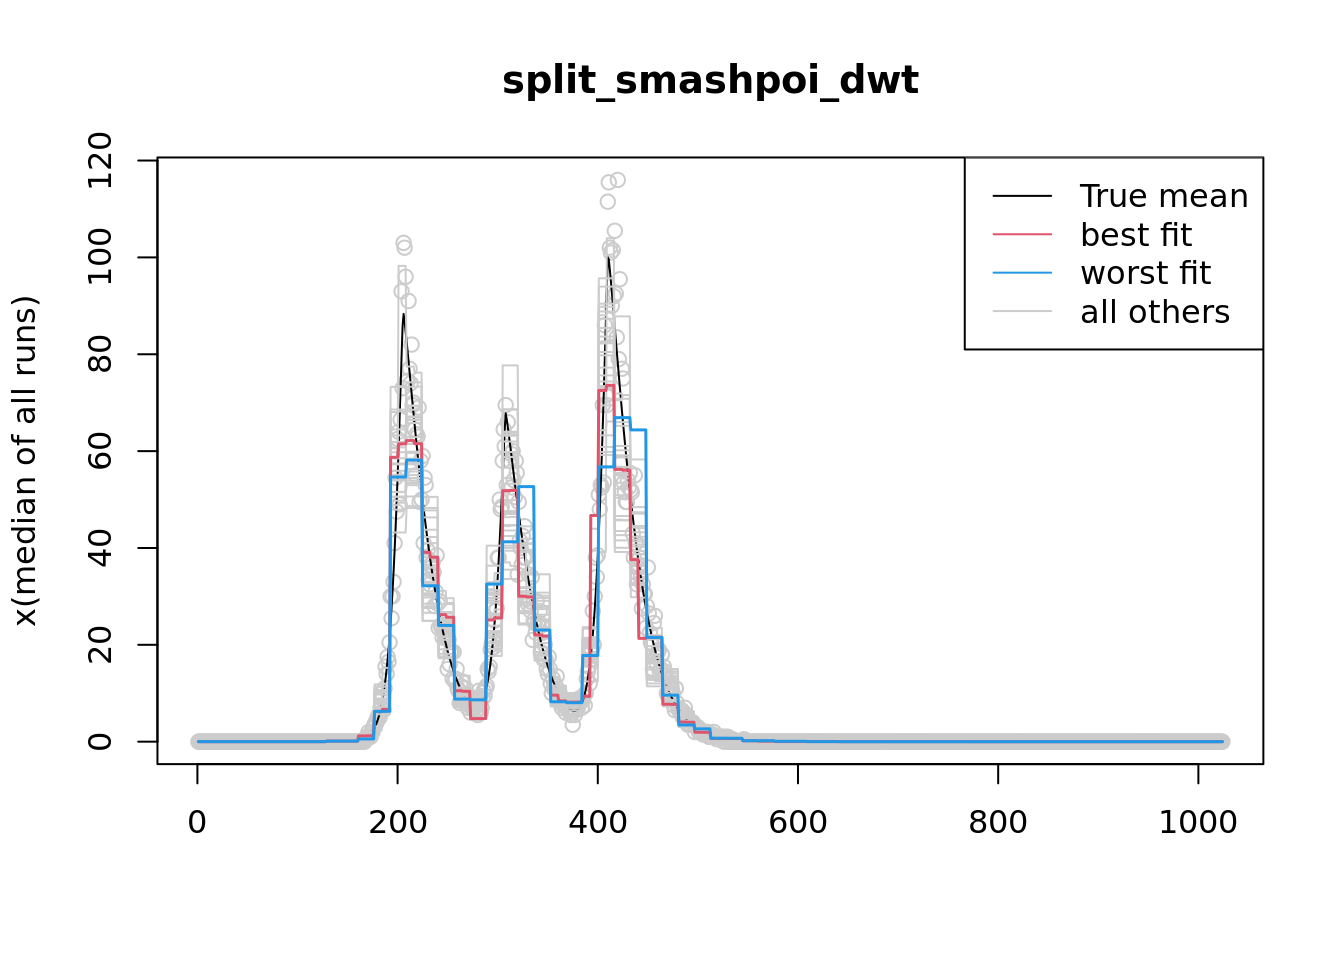 split_smashpoi_dwt
x(median of all runs)
120
100
80
60
40
20
0
True mean
best fit
worst fit
all others
0 200 400 600 800 1000